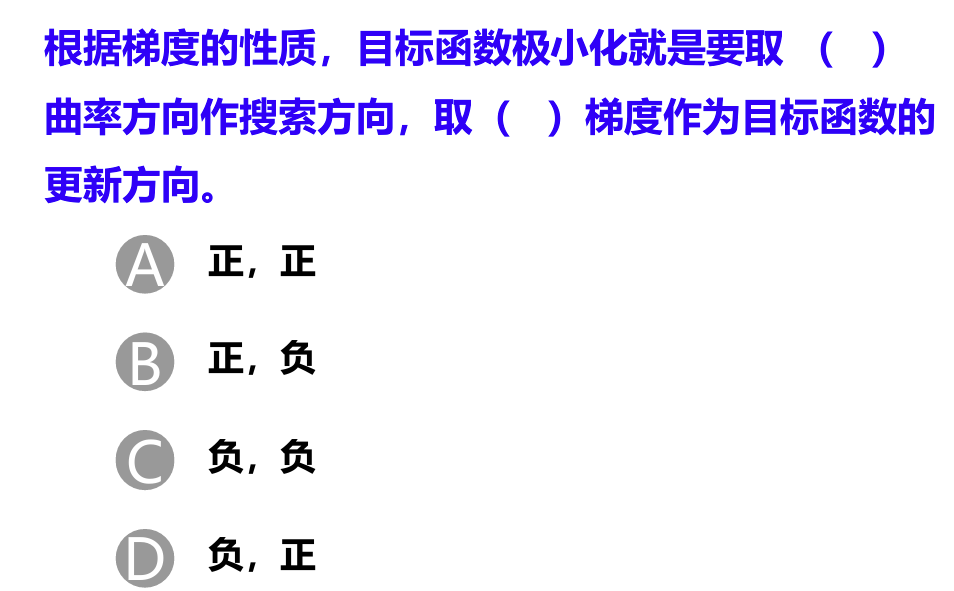 根据梯度的性质，目标函数极小化就是要取 （ ）
曲率方向作搜索方向，取（ ）梯度作为目标函数的
更新方向。
A 正，正
B 正，负
C 负，负
D 负，正